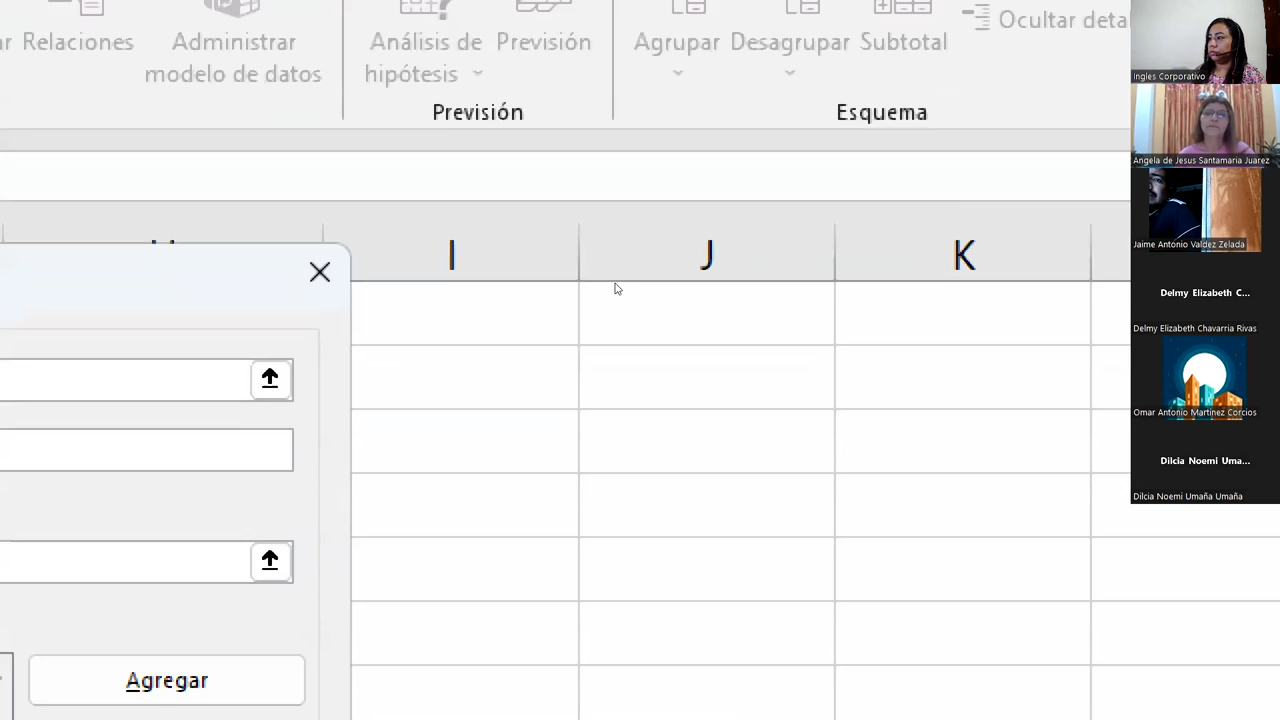 Relaciones
Administrar
modelo de datos
Análisis de
hipótesis
Previsión
Previsión
Agrupar
Desagrupar
Subtotal
Esquema
Ocultar deta
I
J
K
Agregar
Ingles Corporativo
Angela de Jesus Santamaria Juarez
Jaime Antonio Valdez Zelada
Delmy Elizabeth C...
Delmy Elizabeth Chavarria Rivas
Omar Antonio Martinez Corcios
Dilcia Noemi Uma...
Dilcia Noemi Umaña Umaña